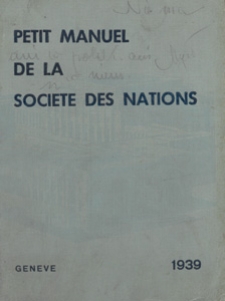 PETIT MANUEL
DE LA
SOCIETE DES NATIONS
GENEVE 1939